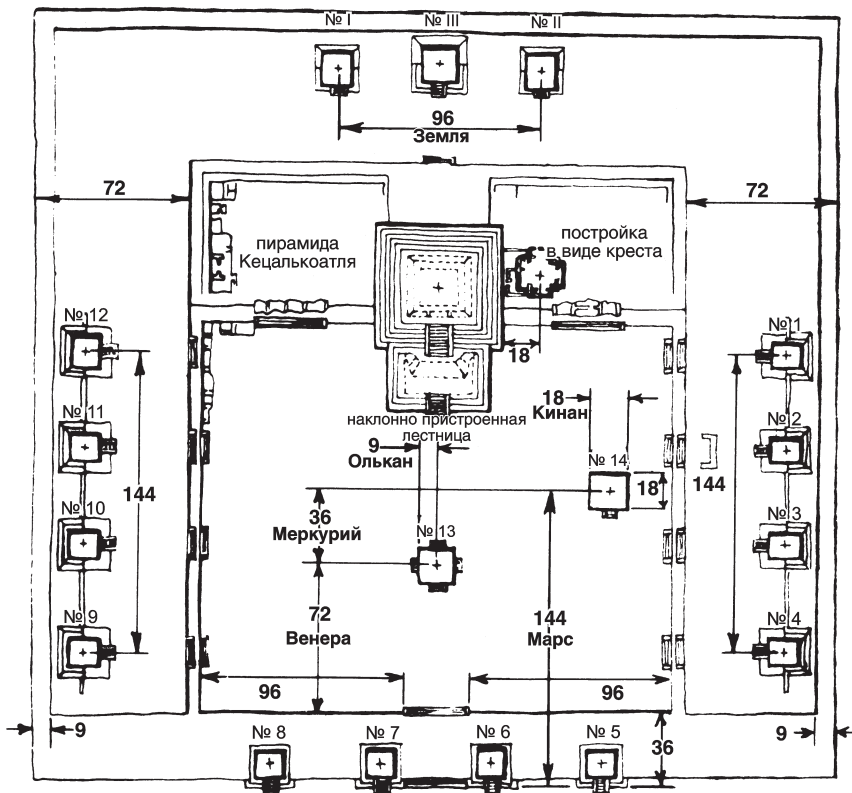 № I № III № II
96
Земля
72
72
пирамида
Кецалькоатля
постройка
в виде креста
№ 12
№ 1
18
№ 11
№ 2
наклонно пристроенная
лестница
18
Кинан
9
Олькан
№ 14
18
144
144
36
Меркурий
№ 10
№ 13
№ 3
72
Венера
144
Марс
№ 9
№ 4
96
96
9
№ 8
№ 7
№ 6
№ 5
36
9